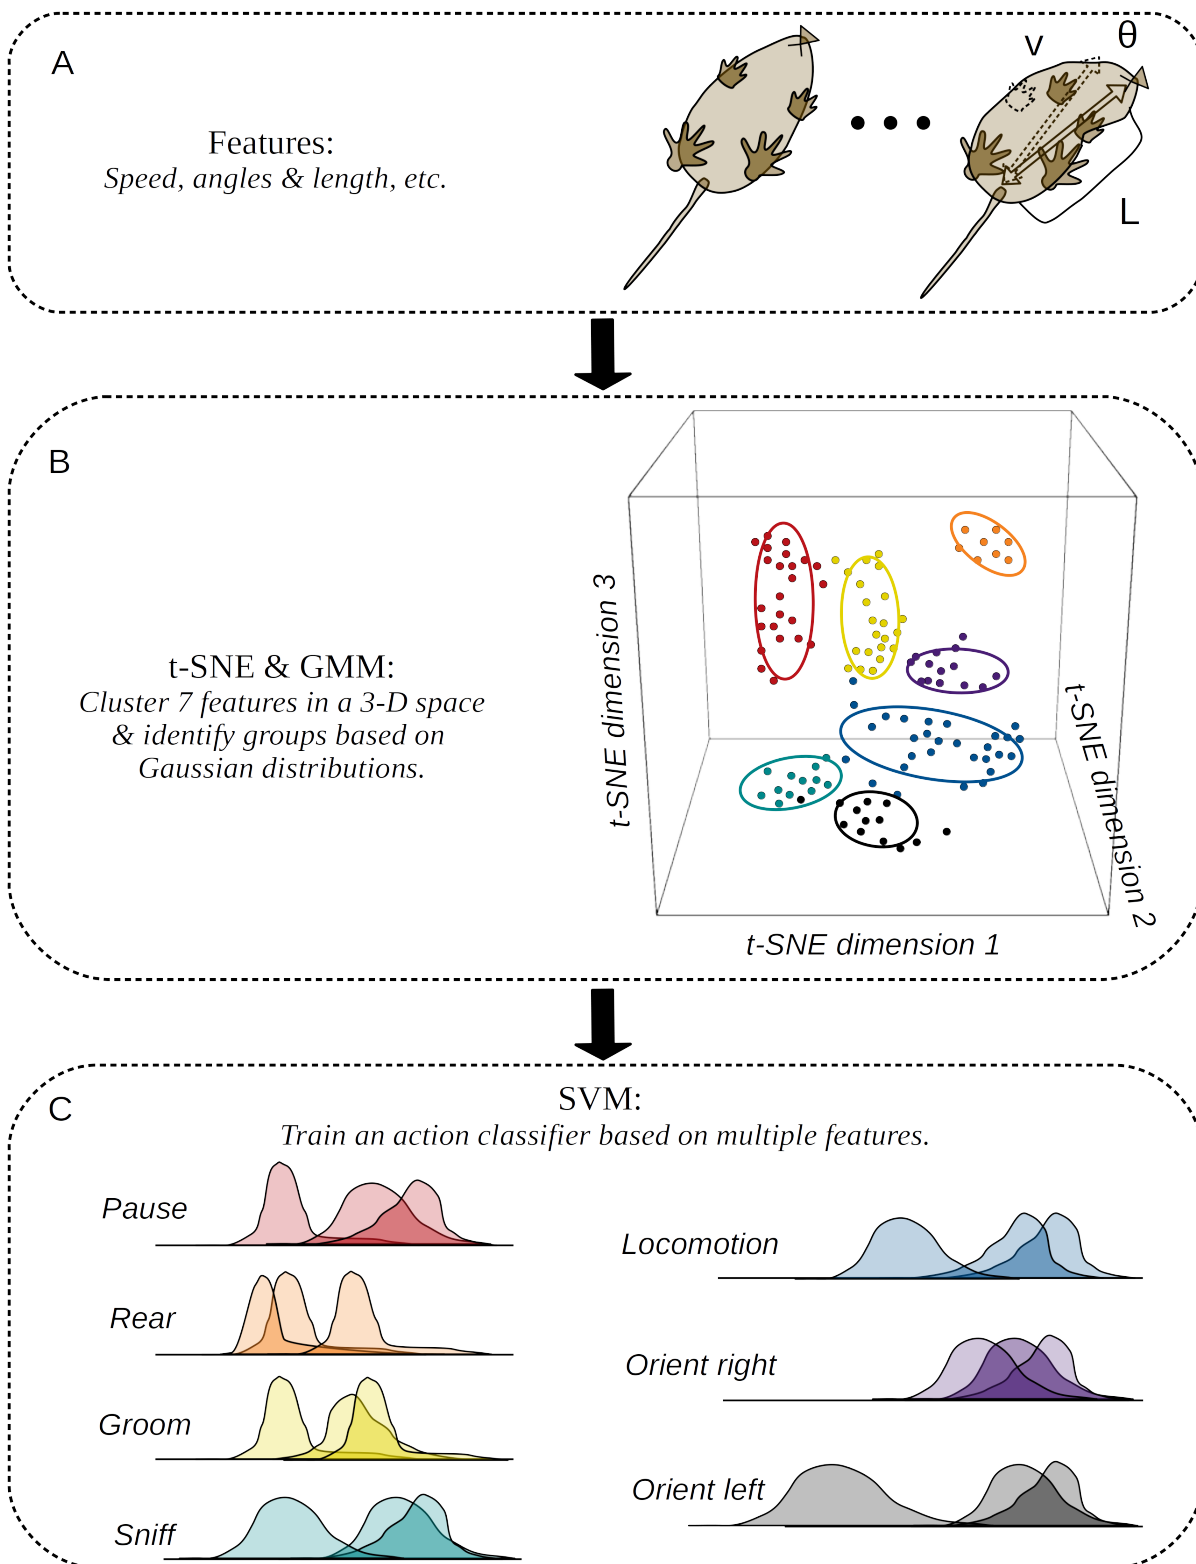 A
Features:
Speed, angles & length, etc.
v
θ
L
B
t-SNE & GMM:
Cluster 7 features in a 3-D space
& identify groups based on
Gaussian distributions.
t-SNE dimension 3
t-SNE dimension 2
t-SNE dimension 1
C
SVM:
Train an action classifier based on multiple features.
Pause
Rear
Groom
Sniff
Locomotion
Orient right
Orient left